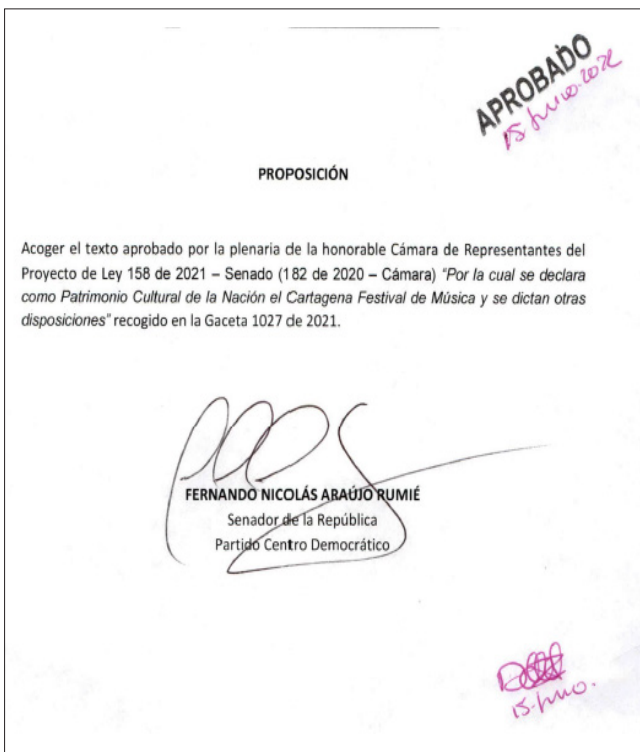 APROBADO
15 junio. 2022
PROPOSICIÓN
Acoger el texto aprobado por la plenaria de la honorable Cámara de Representantes del
Proyecto de Ley 158 de 2021 – Senado (182 de 2020 – Cámara) "Por la cual se declara
como Patrimonio Cultural de la Nación el Cartagena Festival de Música y se dictan otras
disposiciones" recogido en la Gaceta 1027 de 2021.
FERNANDO NICOLÁS ARAÚJO RUMIÉ
Senador de la República
Partido Centro Democrático
15-junio.